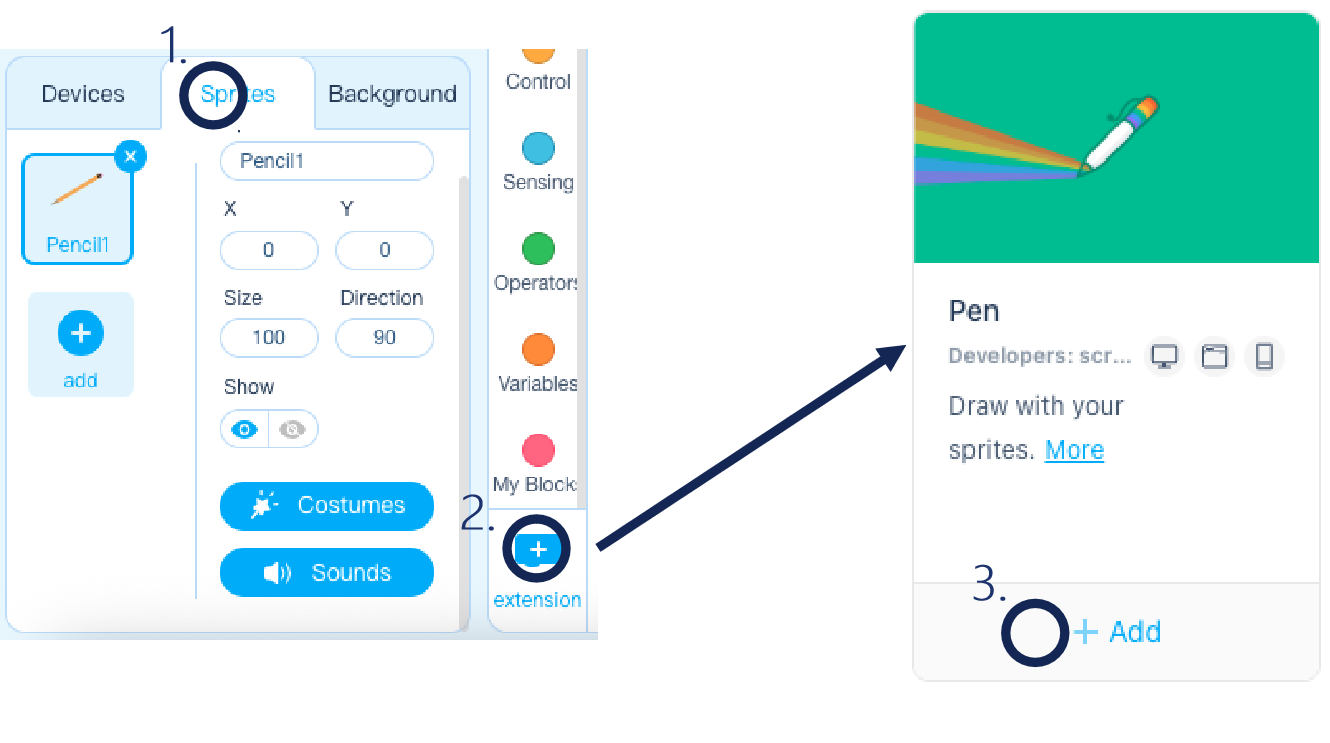 1.
Devices
Sprites
Background
Pencil1
Pencil1
add
X
Y
0
0
Size
Direction
100
90
Show
Costumes
Sounds
Control
Sensing
Operators
Variables
My Block
2.
extension
Pen
Developers: scr...
Draw with your
sprites. More
3.
+ Add